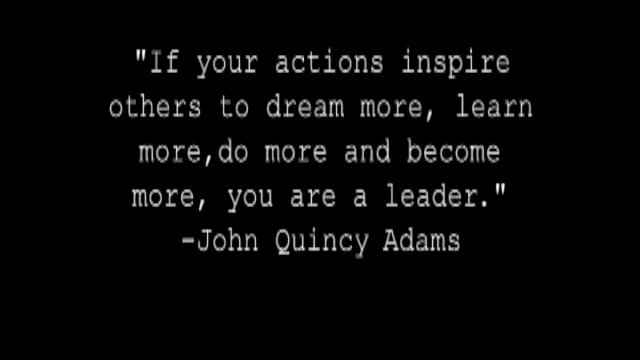 "If your actions inspire
others to dream more, learn
more,do more and become
more, you are a leader."
-John Quincy Adams